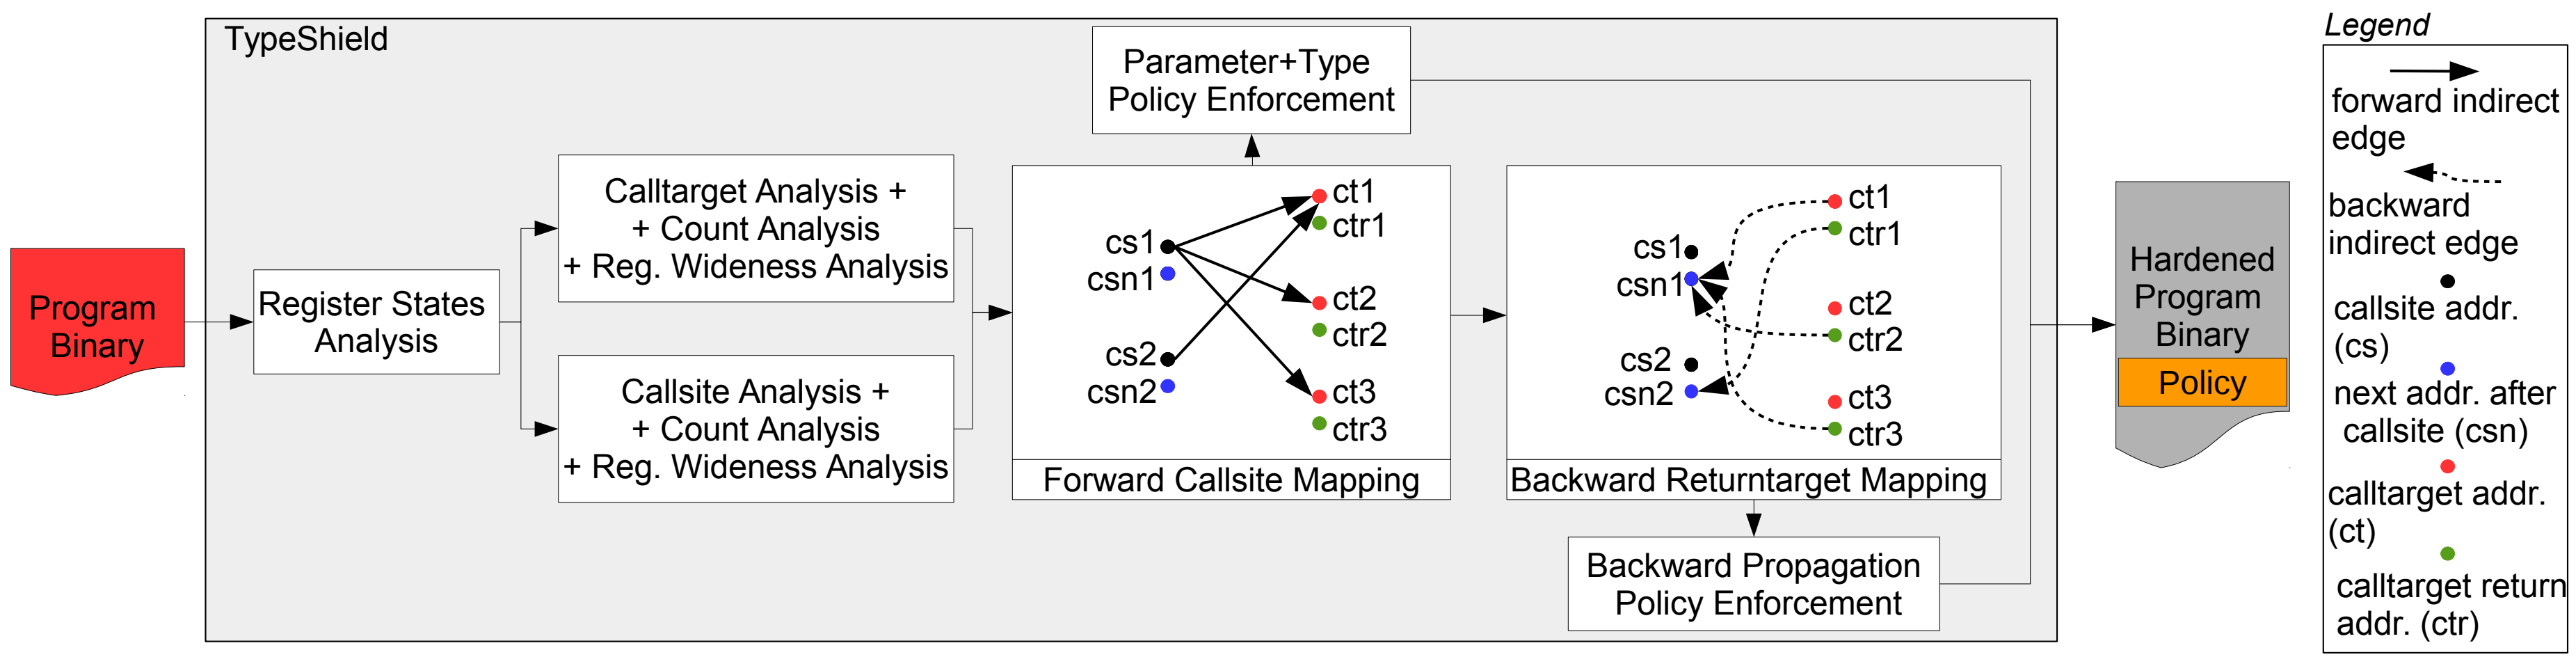 TypeShield
Program
Binary
Register States
Analysis
Calltarget Analysis +
+ Count Analysis
+ Reg. Wideness Analysis
Callsite Analysis +
+ Count Analysis
+ Reg. Wideness Analysis
Parameter+Type
Policy Enforcement
cs1
csn1
cs2
csn2
ct1
ctr1
ct2
ctr2
ct3
ctr3
Forward Callsite Mapping
cs1
csn1
cs2
csn2
ct1
ctr1
ct2
ctr2
ct3
ctr3
Backward Returntarget Mapping
Backward Propagation
Policy Enforcement
Hardened
Program
Binary
Policy
Legend
forward indirect
edge
backward
indirect edge
callsite addr.
(cs)
next addr. after
callsite (csn)
calltarget addr.
(ct)
calltarget return
addr. (ctr)